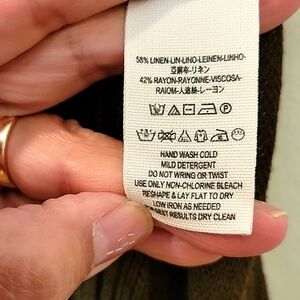 58% LINEN-LIN-LINO-LEINEN-LINHO-
亚麻布-リネン
42% RAYON-RAYONNE-VISCOSA-
RAIOM-人造絲-レーヨン
HAND WASH COLD
MILD DETERGENT
DO NOT WRING OR TWIST
USE ONLY NON-CHLORINE BLEACH
RESHAPE & LAY FLAT TO DRY
LOW IRON AS NEEDED
RESULTS DRY CLEAN